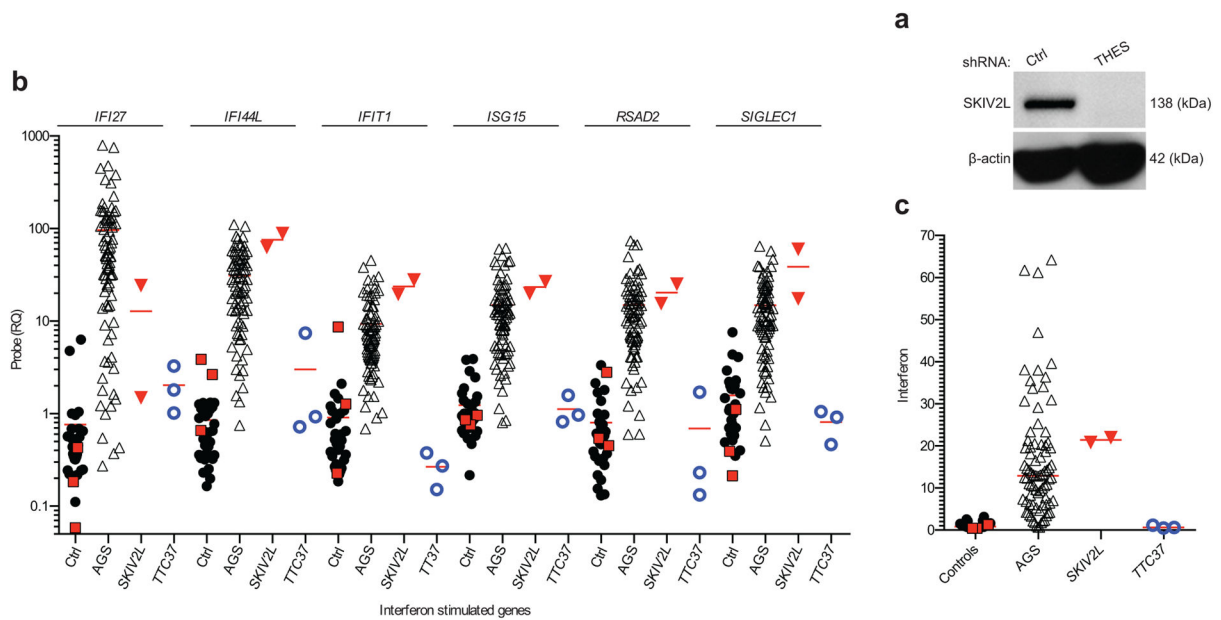 a
shRNA: Ctrl THES
SKIV2L 138 (kDa)
β-actin 42 (kDa)
b
IFI27 IFI44L IFIT1 ISG15 RSAD2 SIGLEC1
Probe (RQ)
1000
100
10
1
0.1
Ctrl AGS SKIV2L TTC37 Ctrl AGS SKIV2L TTC37 Ctrl AGS SKIV2L TT37 Ctrl AGS SKIV2L TTC37 Ctrl AGS SKIV2L TTC37 Ctrl AGS SKIV2L TTC37
Interferon stimulated genes
c
Interferon
70
60
50
40
30
20
10
0
Controls AGS SKIV2L TTC37